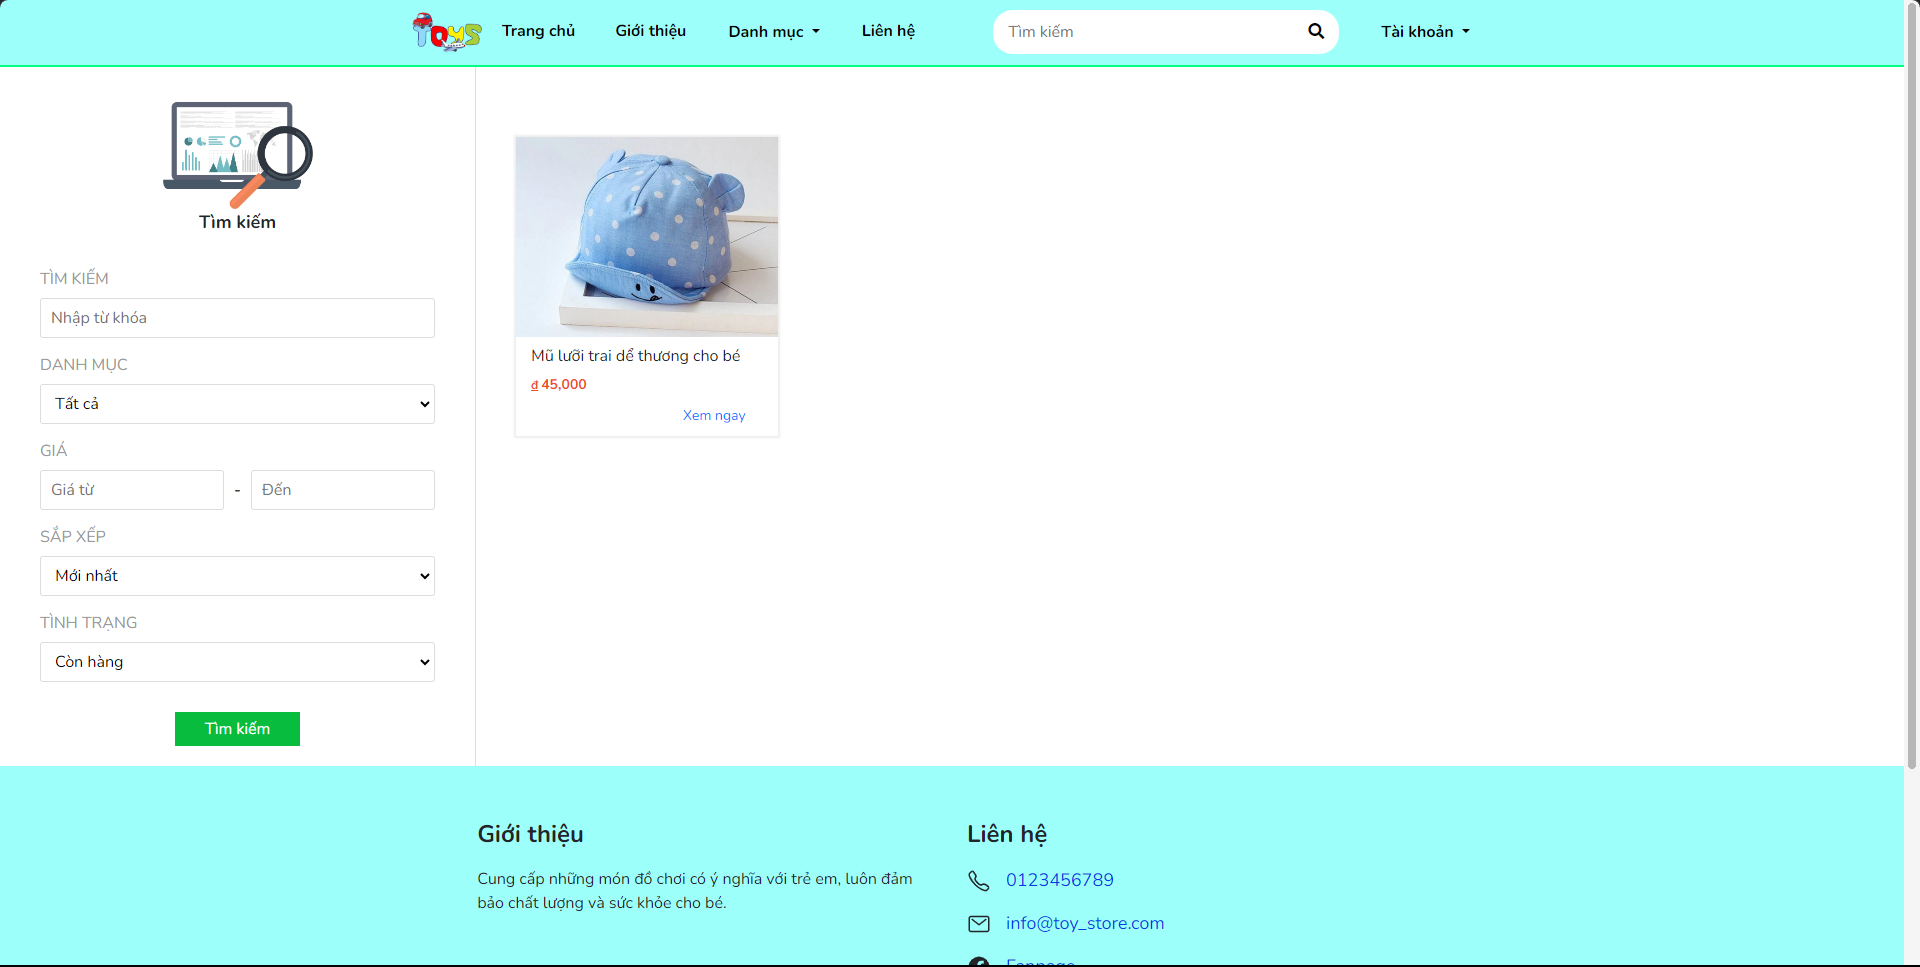 TOYS
Trang chủ
Giới thiệu
Danh mục
Liên hệ
Tìm kiếm
Tài khoản
Tìm kiếm
TÌM KIẾM
Nhập từ khóa
DANH MỤC
Tất cả
GIÁ
Giá từ - Đến
SẮP XẾP
Mới nhất
TÌNH TRẠNG
Còn hàng
Tìm kiếm
Mũ lưỡi trai dể thương cho bé
₫ 45,000
Xem ngay
Giới thiệu
Cung cấp những món đồ chơi có ý nghĩa với trẻ em, luôn đảm
bảo chất lượng và sức khỏe cho bé.
Liên hệ
0123456789
info@toy_store.com
Fanpage